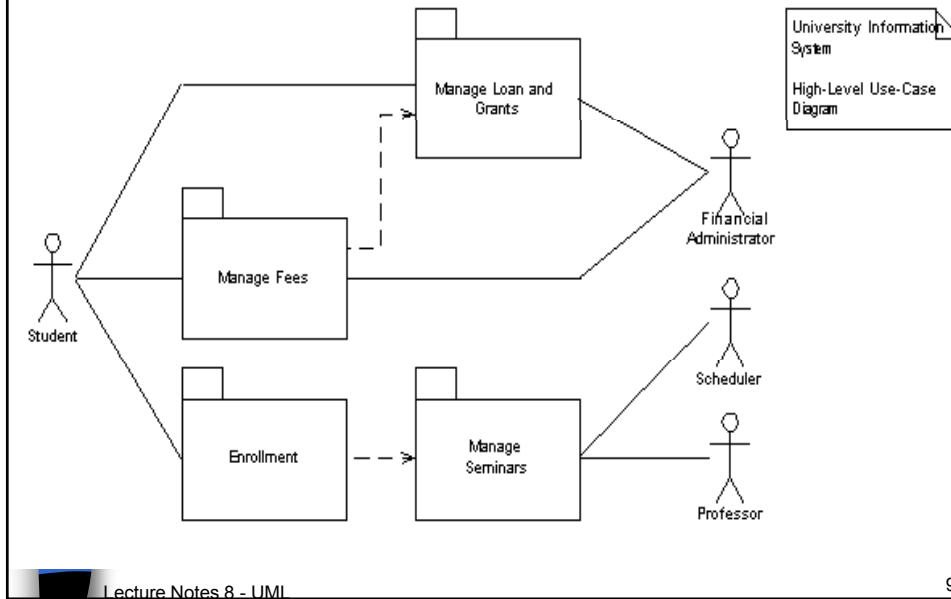 University Information
System
High-Level Use-Case
Diagram
Manage Loan and
Grants
Financial
Administrator
Manage Fees
Student
Scheduler
Enrollment
Manage
Seminars
Professor
Lecture Notes 8 - UML
9